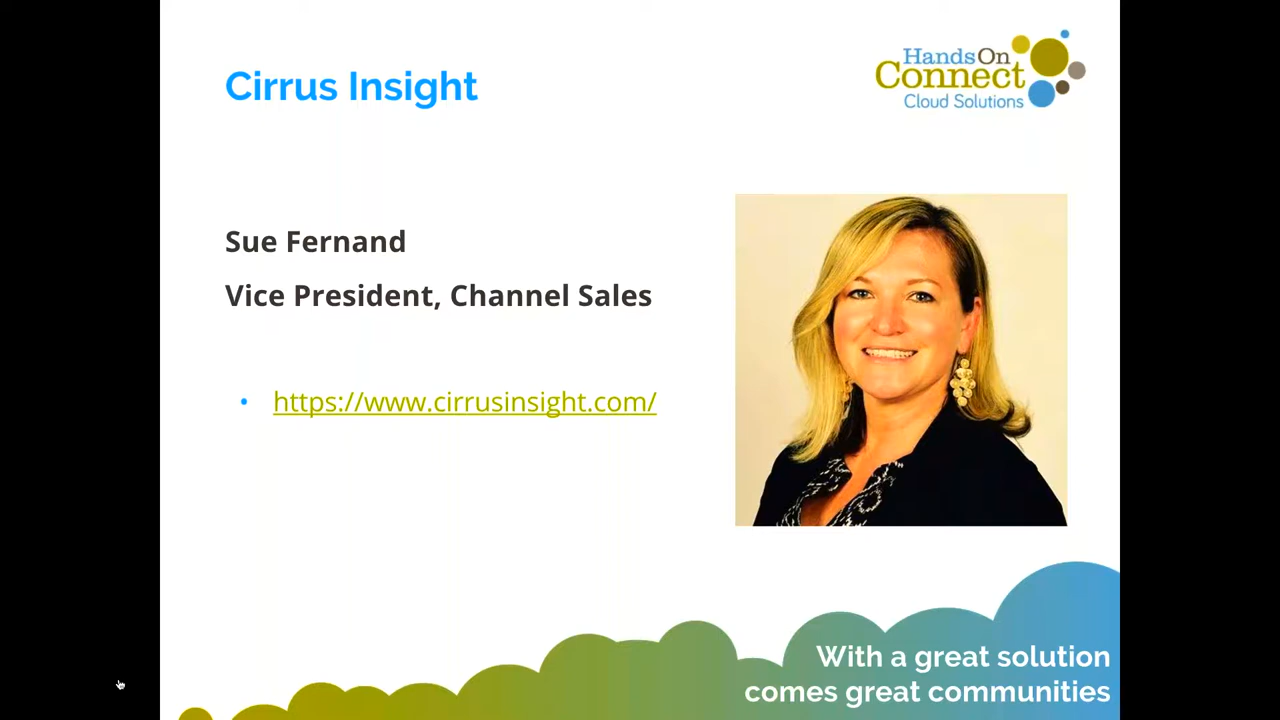 Cirrus Insight
HandsOn
Connect
Cloud Solutions
Sue Fernand
Vice President, Channel Sales
• https://www.cirrusinsight.com/
With a great solution
comes great communities